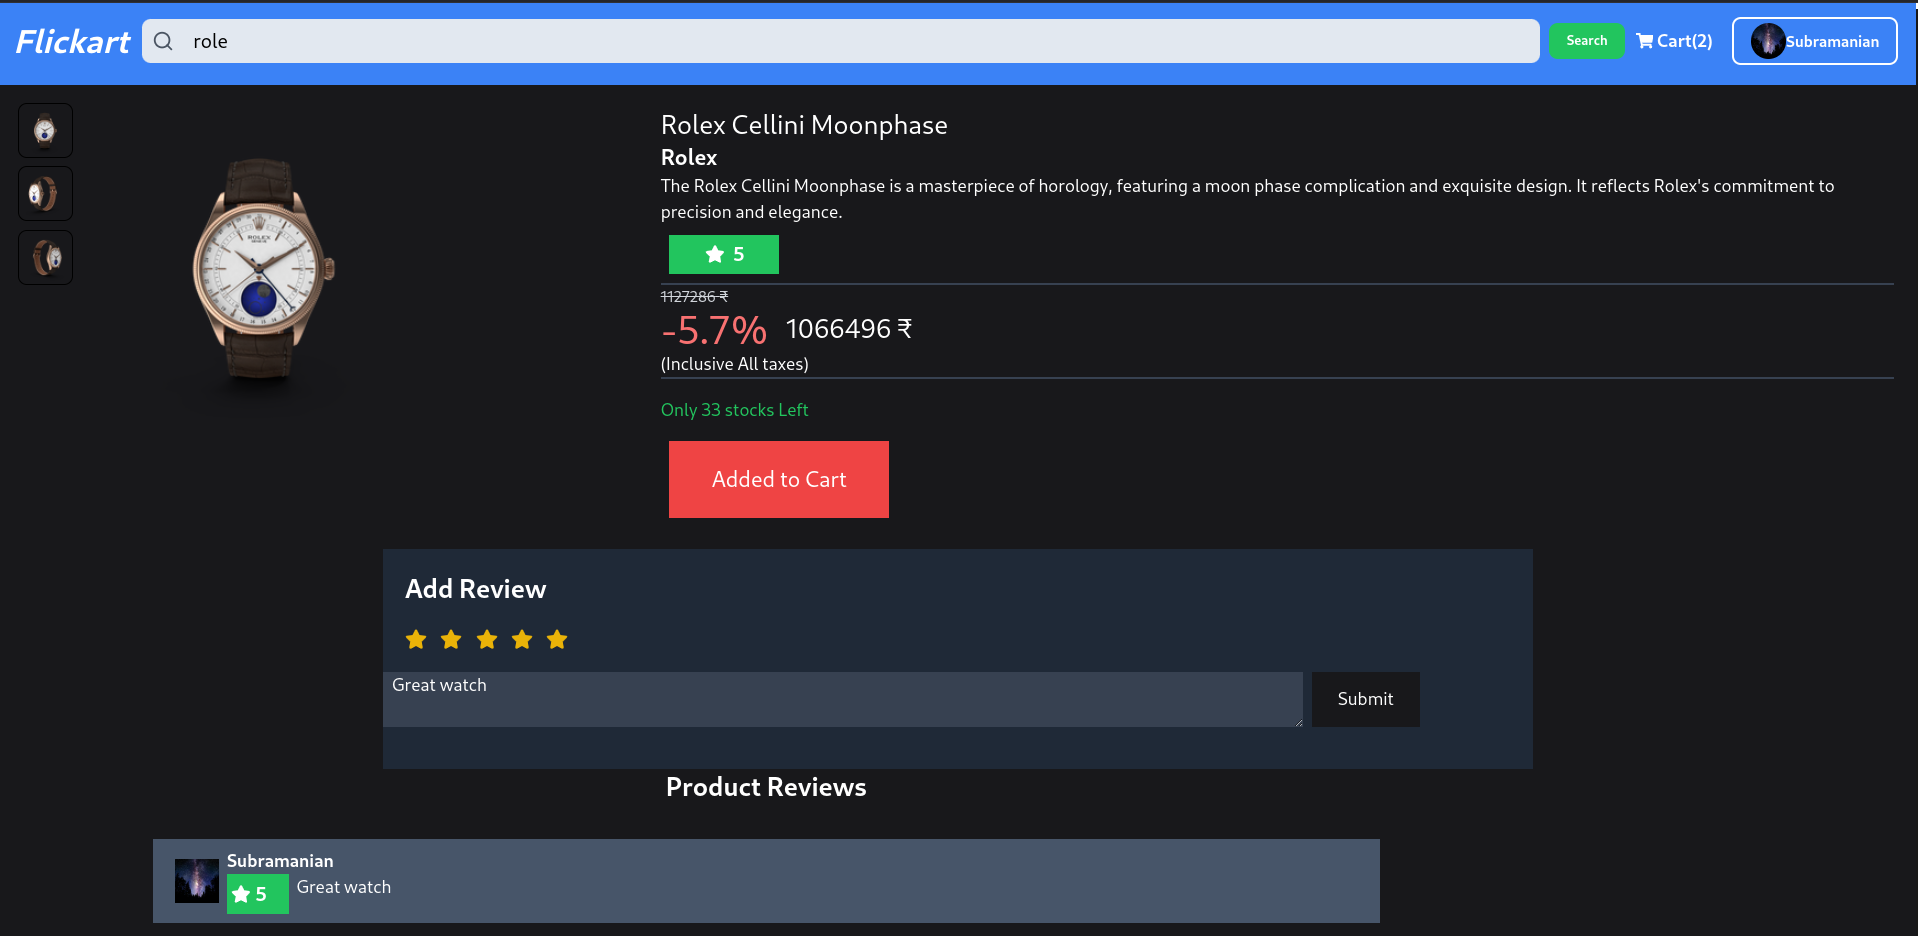 Flickart
role
Search
Cart(2)
Subramanian
Rolex Cellini Moonphase
Rolex
The Rolex Cellini Moonphase is a masterpiece of horology, featuring a moon phase complication and exquisite design. It reflects Rolex's commitment to
precision and elegance.
5
1127286 ₹
-5.7% 1066496 ₹
(Inclusive All taxes)
Only 33 stocks Left
Added to Cart
Add Review
Great watch
Submit
Product Reviews
Subramanian
5 Great watch